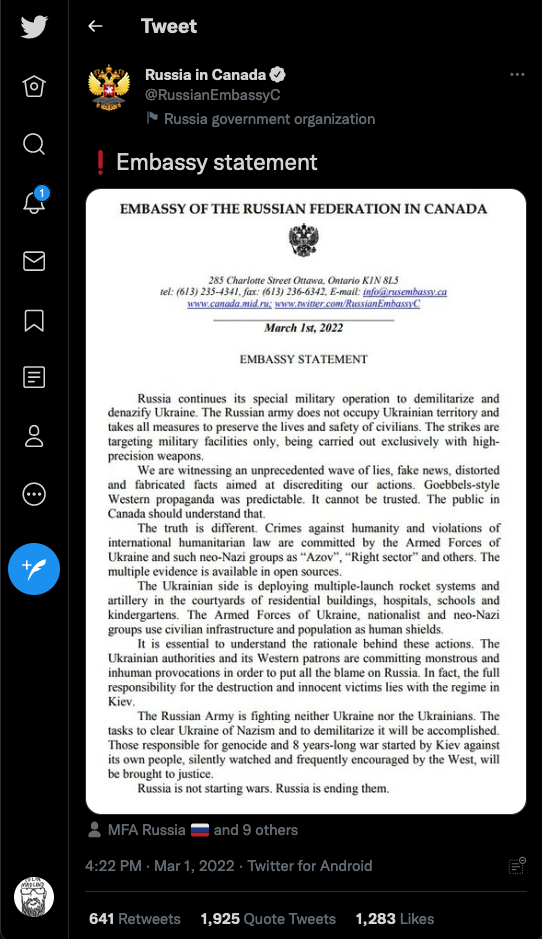 Tweet
Russia in Canada
@RussianEmbassyC
Russia government organization
❗ Embassy statement
1
EMBASSY OF THE RUSSIAN FEDERATION IN CANADA
285 Charlotte Street Ottawa, Ontario K1N 8L5
tel: (613) 235-4341, fax: (613) 236-6342, E-mail: info@rusembassy.ca
www.canada.mid.ru; www.twitter.com/RussianEmbassyC
March 1st, 2022
EMBASSY STATEMENT
Russia continues its special military operation to demilitarize and
denazify Ukraine. The Russian army does not occupy Ukrainian territory and
takes all measures to preserve the lives and safety of civilians. The strikes are
targeting military facilities only, being carried out exclusively with high-
precision weapons.
We are witnessing an unprecedented wave of lies, fake news, distorted
and fabricated facts aimed at discrediting our actions. Goebbels-style
Western propaganda was predictable. It cannot be trusted. The public in
Canada should understand that.
The truth is different. Crimes against humanity and violations of
international humanitarian law are committed by the Armed Forces of
Ukraine and such neo-Nazi groups as “Azov”, “Right sector” and others. The
multiple evidence is available in open sources.
The Ukrainian side is deploying multiple-launch rocket systems and
artillery in the courtyards of residential buildings, hospitals, schools and
kindergartens. The Armed Forces of Ukraine, nationalist and neo-Nazi
groups use civilian infrastructure and population as human shields.
It is essential to understand the rationale behind these actions. The
Ukrainian authorities and its Western patrons are committing monstrous and
inhuman provocations in order to put all the blame on Russia. In fact, the full
responsibility for the destruction and innocent victims lies with the regime in
Kiev.
The Russian Army is fighting neither Ukraine nor the Ukrainians. The
tasks to clear Ukraine of Nazism and to demilitarize it will be accomplished.
Those responsible for genocide and 8 years-long war started by Kiev against
its own people, silently watched and frequently encouraged by the West, will
be brought to justice.
Russia is not starting wars. Russia is ending them.
MFA Russia 🇷🇺 and 9 others
4:22 PM · Mar 1, 2022 · Twitter for Android
641 Retweets 1,925 Quote Tweets 1,283 Likes